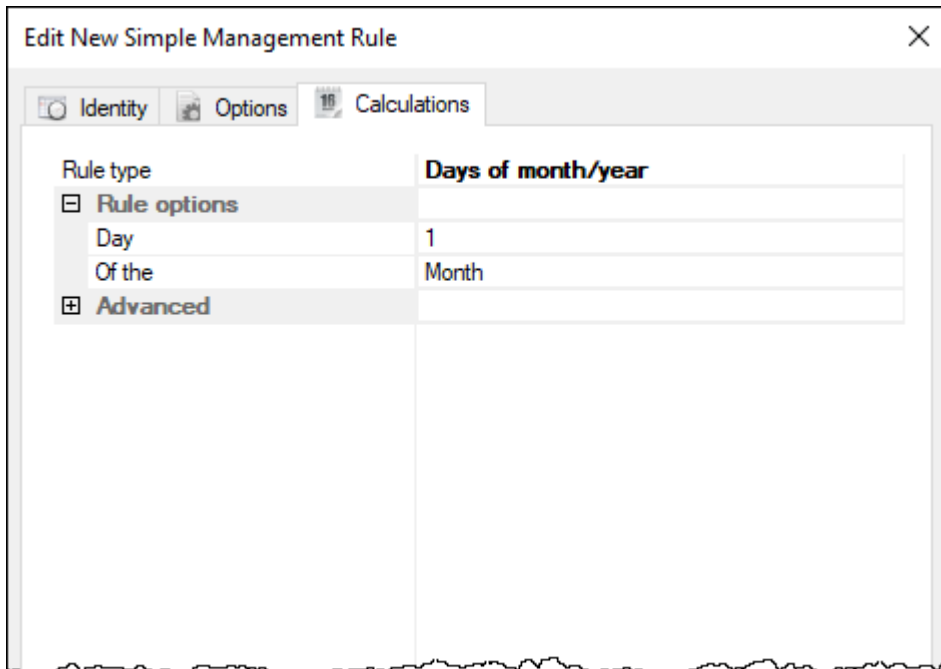 Edit New Simple Management Rule
Identity Options 16 Calculations
Rule type Days of month/year
Rule options
Day 1
Of the Month
Advanced